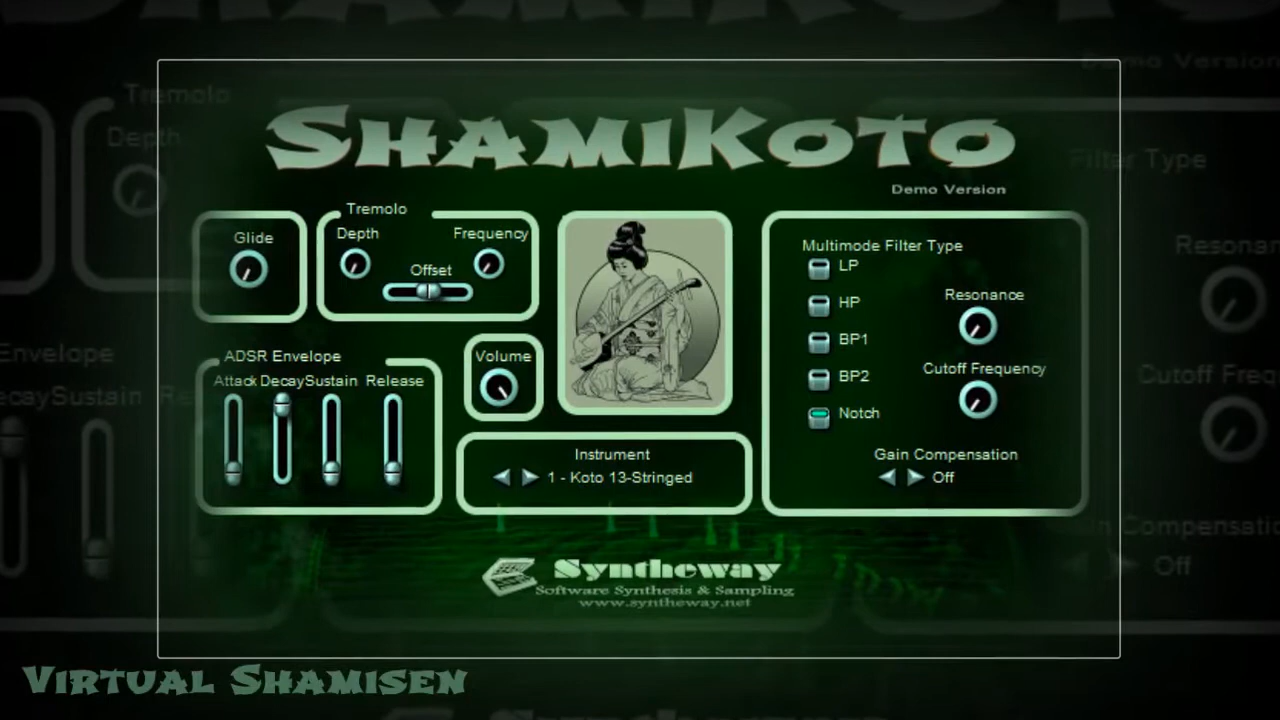 SHAMIKOTO
Demo Version
Glide
Tremolo
Depth
Frequency
Offset
Volume
ADSR Envelope
Attack Decay Sustain Release
Instrument
1 - Koto 13-Stringed
Multimode Filter Type
LP
HP
BP1
BP2
Notch
Resonance
Cutoff Frequency
Gain Compensation
Off
Syntheway
Software Synthesis & Sampling
www.syntheway.net
VIRTUAL SHAMISEN